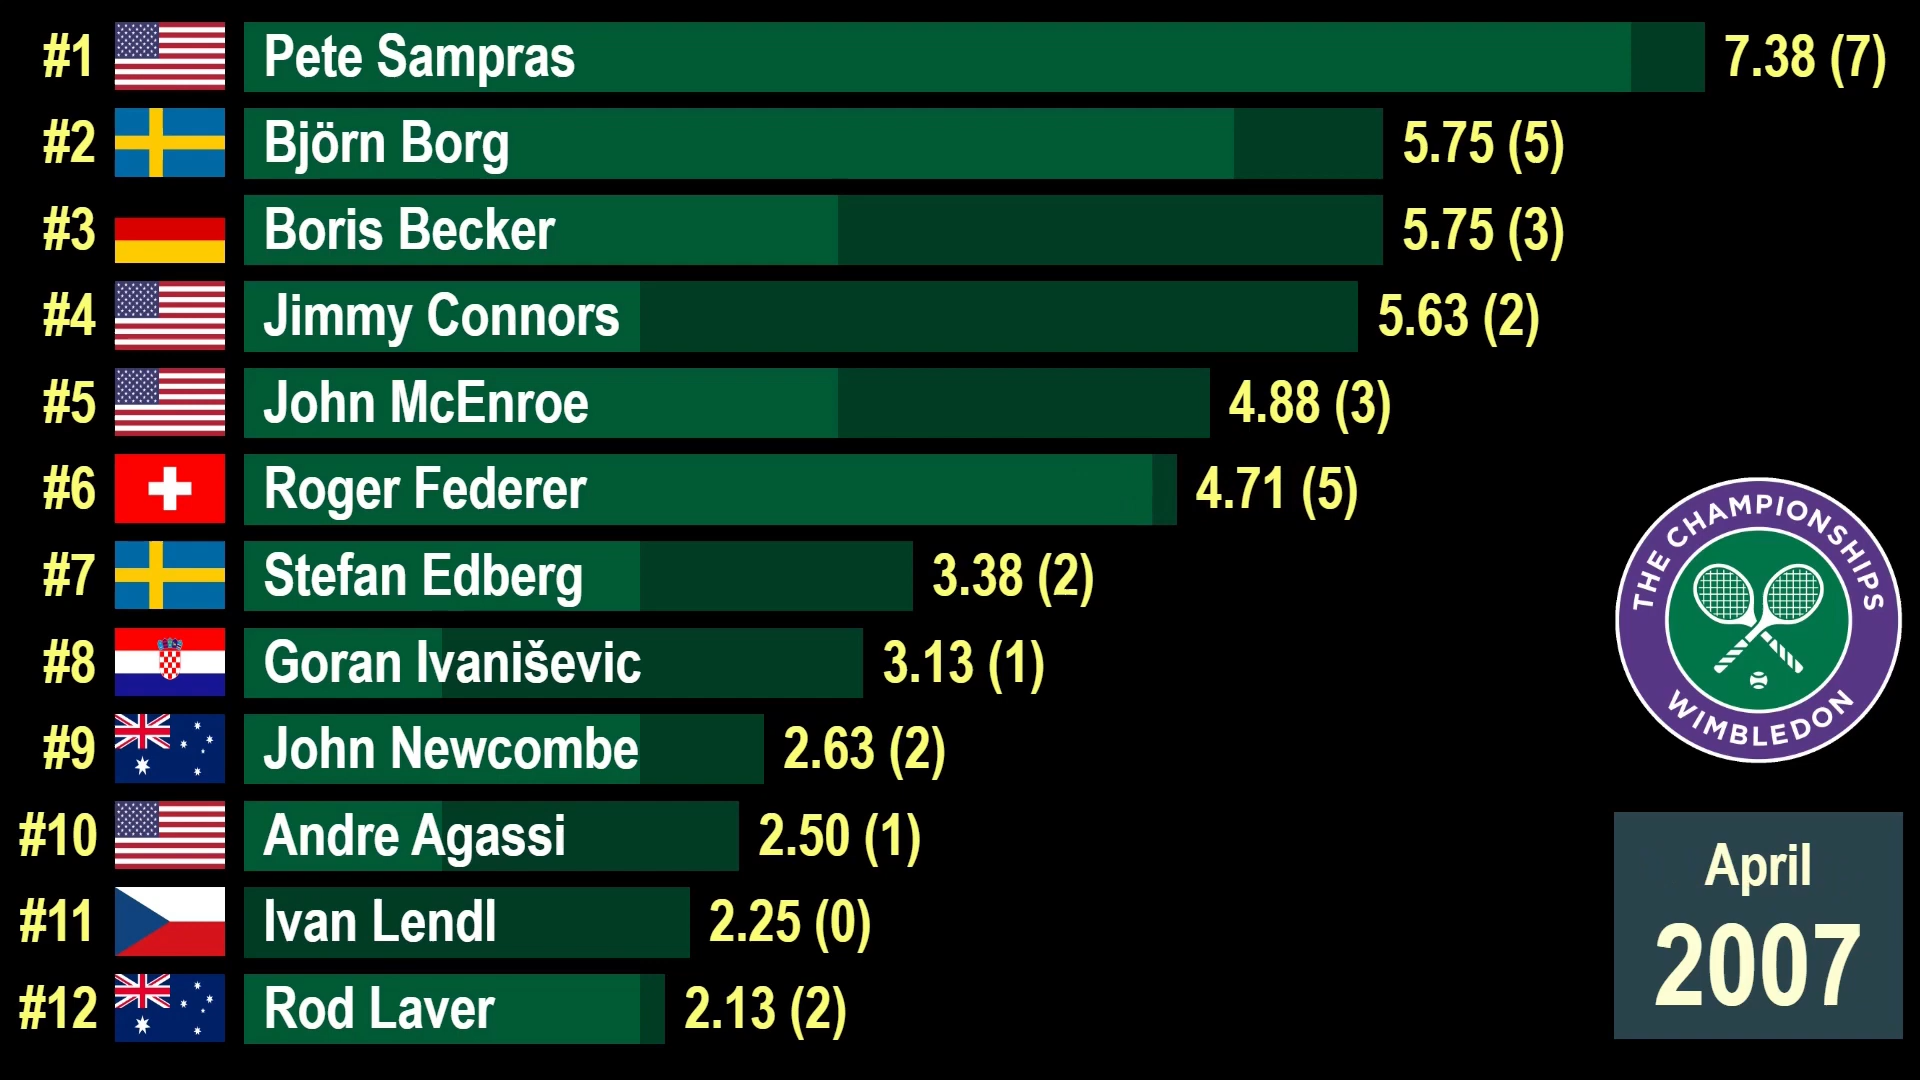 #1 Pete Sampras 7.38 (7)
#2 Björn Borg 5.75 (5)
#3 Boris Becker 5.75 (3)
#4 Jimmy Connors 5.63 (2)
#5 John McEnroe 4.88 (3)
#6 Roger Federer 4.71 (5)
#7 Stefan Edberg 3.38 (2)
#8 Goran Ivanišević 3.13 (1)
#9 John Newcombe 2.63 (2)
#10 Andre Agassi 2.50 (1)
#11 Ivan Lendl 2.25 (0)
#12 Rod Laver 2.13 (2)
THE CHAMPIONSHIPS
WIMBLEDON
April
2007